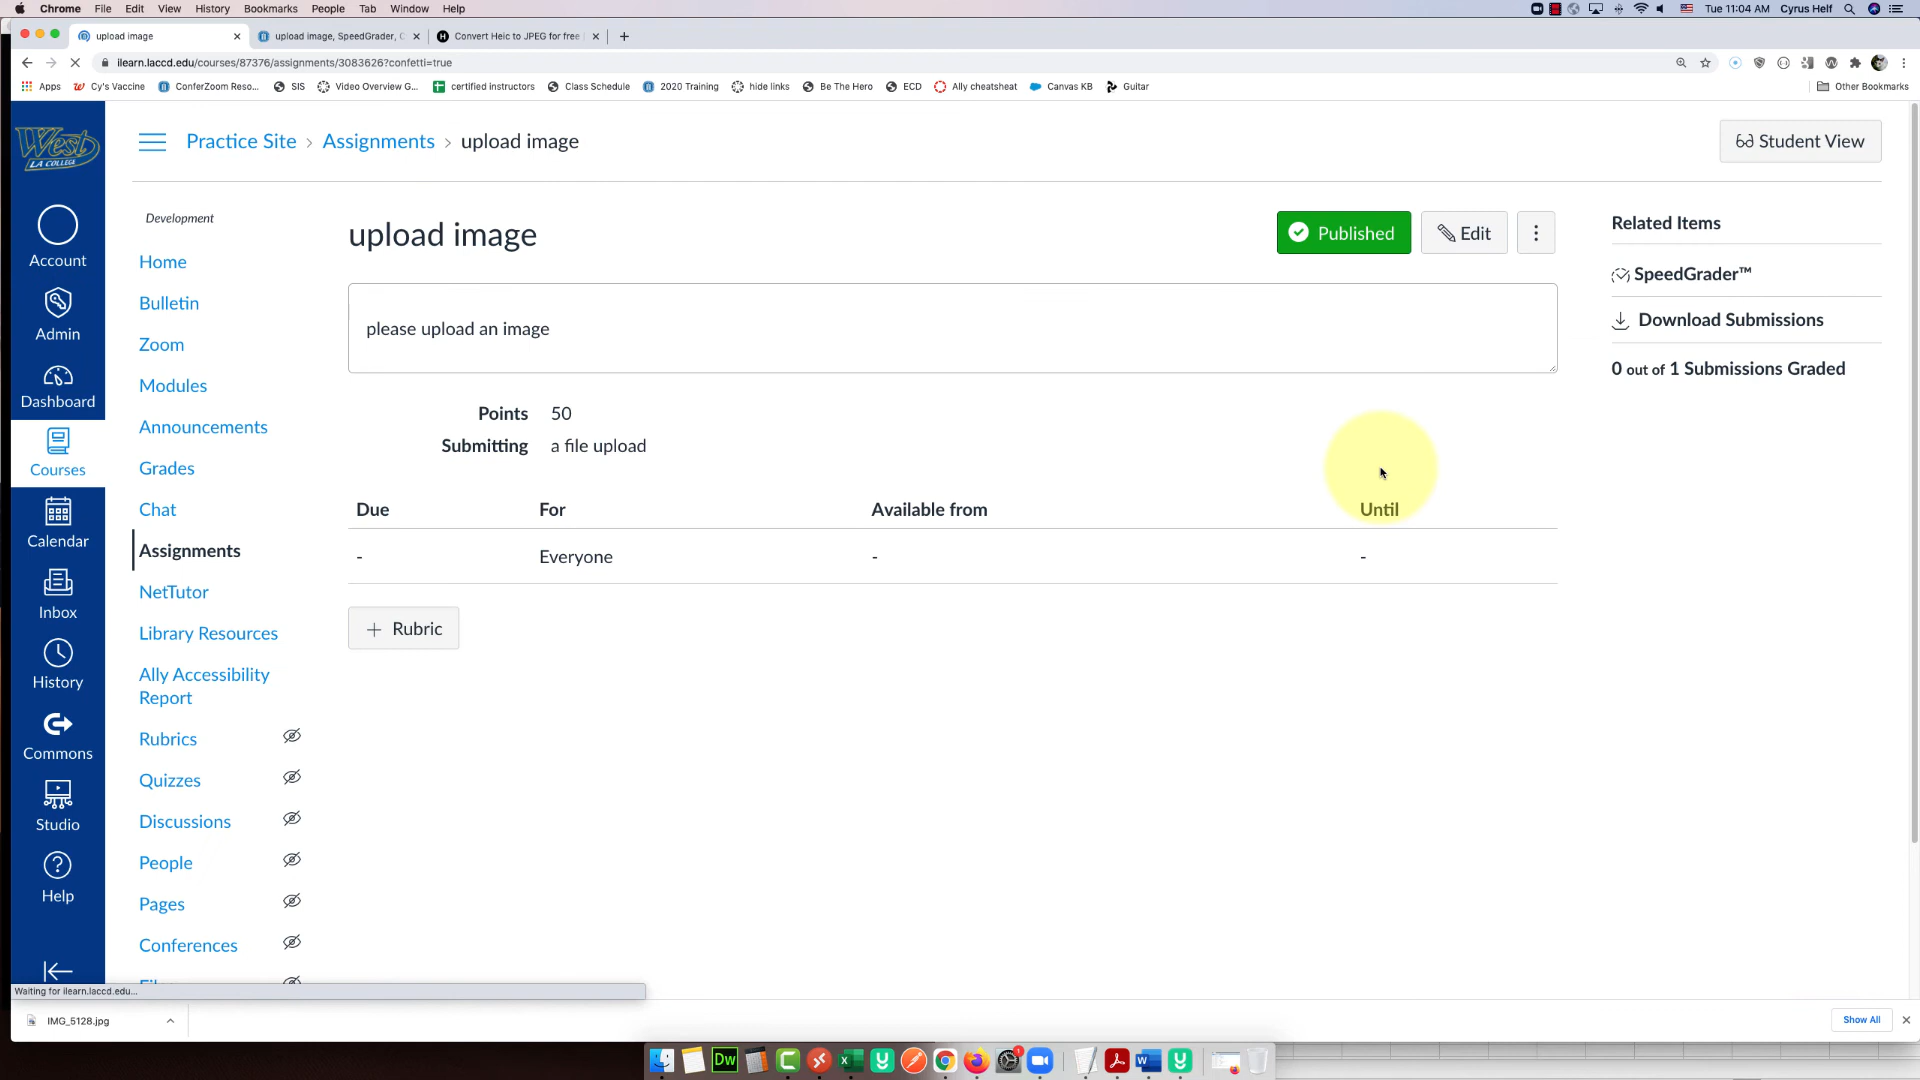 Chrome File Edit View History Bookmarks People Tab Window Help
Tue 11:04 AM Cyrus Helf
upload image
upload image, SpeedGrader, C
Convert Heic to JPEG for free
ilearn.laccd.edu/courses/87376/assignments/3083626?confetti=true
Apps Cy's Vaccine ConferZoom Reso... SIS Video Overview G... certified instructors Class Schedule 2020 Training hide links Be The Hero ECD Ally cheatsheat Canvas KB Guitar Other Bookmarks
West
LA COLLEGE
Practice Site › Assignments › upload image
Student View
Account
Admin
Dashboard
Courses
Calendar
Inbox
History
Commons
Studio
Help
Development
Home
Bulletin
Zoom
Modules
Announcements
Grades
Chat
Assignments
NetTutor
Library Resources
Ally Accessibility
Report
Rubrics
Quizzes
Discussions
People
Pages
Conferences
upload image
Published
Edit
please upload an image
Points 50
Submitting a file upload
Due For Available from Until
- Everyone - -
+ Rubric
Related Items
SpeedGrader™
Download Submissions
0 out of 1 Submissions Graded
Waiting for ilearn.laccd.edu...
IMG_5128.jpg
Show All
Dw
1